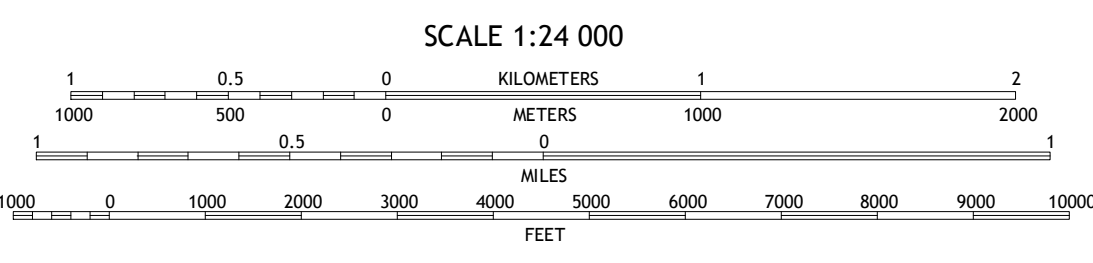 SCALE 1:24 000
1 0.5 0 KILOMETERS 1 2
1000 500 0 METERS 1000 2000
1 0.5 0 1
MILES
1000 0 1000 2000 3000 4000 5000 6000 7000 8000 9000 10000
FEET